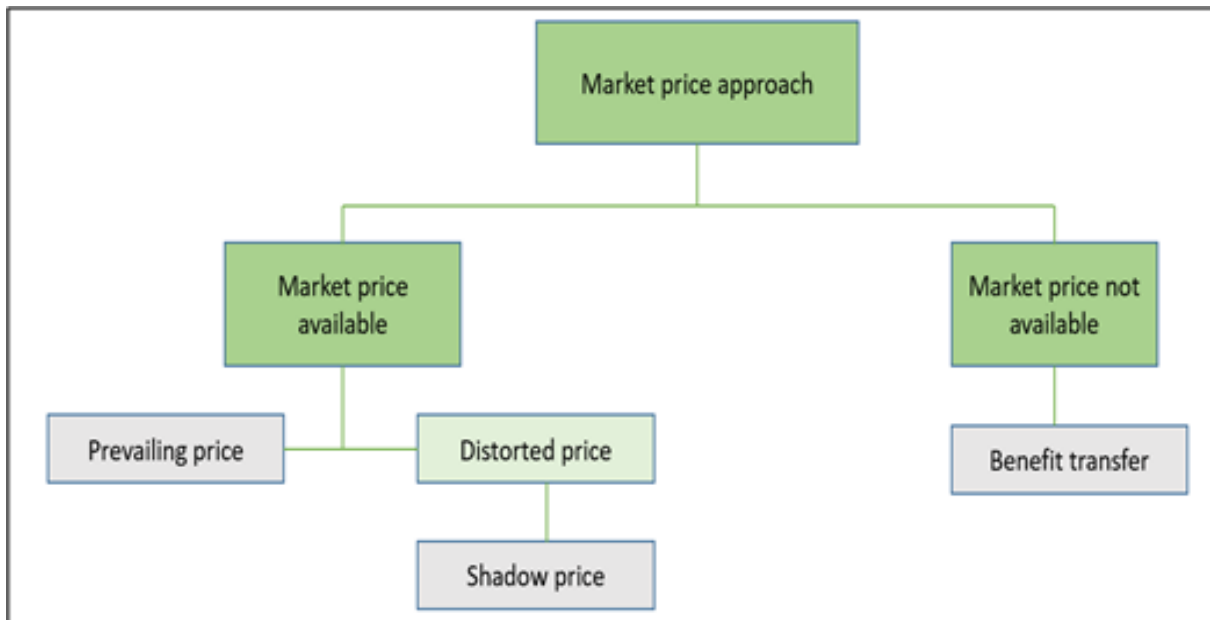 Market price approach
Market price
available
Market price not
available
Prevailing price
Distorted price
Benefit transfer
Shadow price